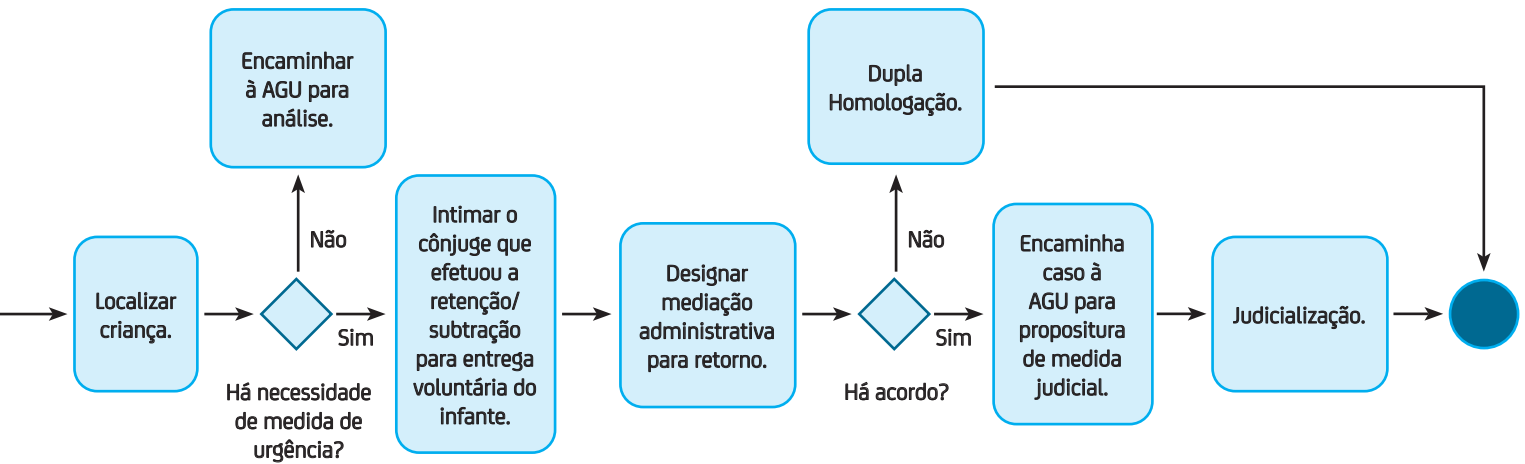 Localizar
criança.
Há necessidade
de medida de
urgência?
Não
Encaminhar
à AGU para
análise.
Sim
Intimar o
cônjuge que
efetuou a
retenção/
subtração
para entrega
voluntária do
infante.
Designar
mediação
administrativa
para retorno.
Há acordo?
Não
Dupla
Homologação.
Sim
Encaminha
caso à
AGU para
propositura
de medida
judicial.
Judicialização.